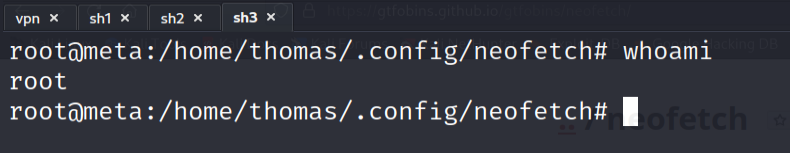 vpn × sh1 × sh2 × sh3 ×
root@meta:/home/thomas/.config/neofetch# whoami
root
root@meta:/home/thomas/.config/neofetch#